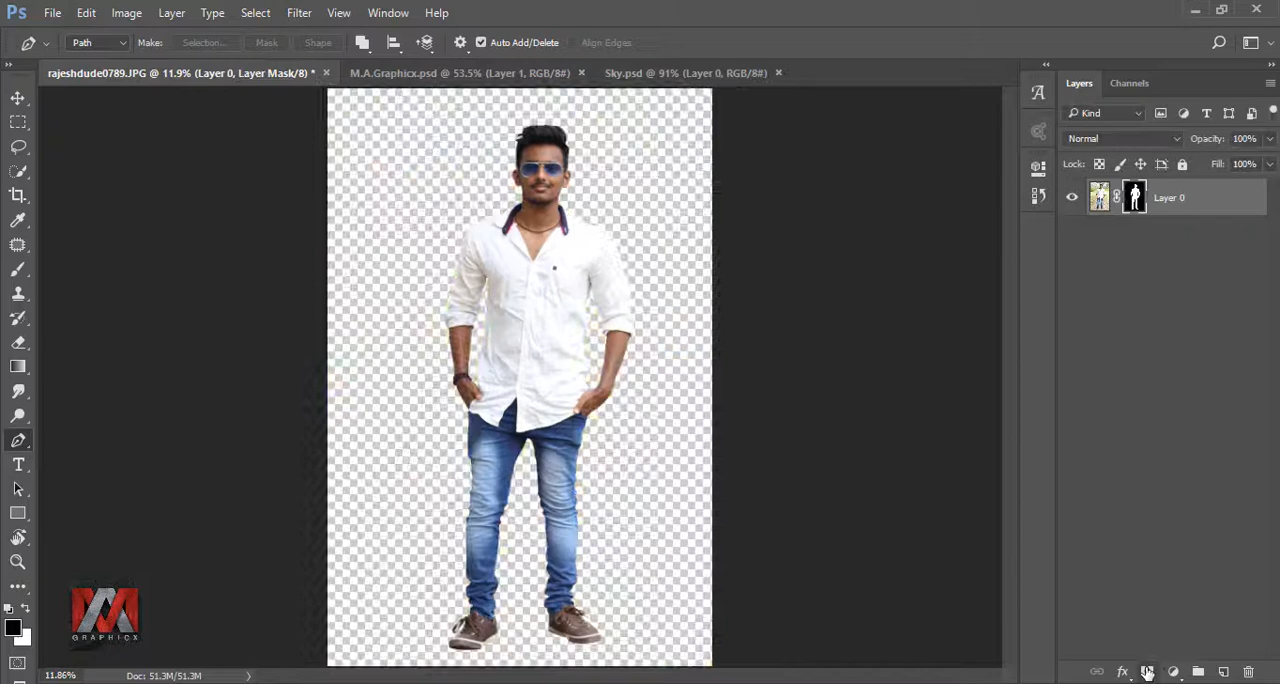 Ps File Edit Image Layer Type Select Filter View Window Help
Path Make: Selection... Mask Shape Auto Add/Delete Align Edges
rajeshdude0789.JPG @ 11.9% (Layer 0, Layer Mask/8) * × M.A.Graphicx.psd @ 53.5% (Layer 1, RGB/8#) × Sky.psd @ 91% (Layer 0, RGB/8#) ×
Layers Channels
Kind
Normal Opacity: 100%
Lock: Fill: 100%
Layer 0
GRAPHICX
11.86% Doc: 51.3M/51.3M